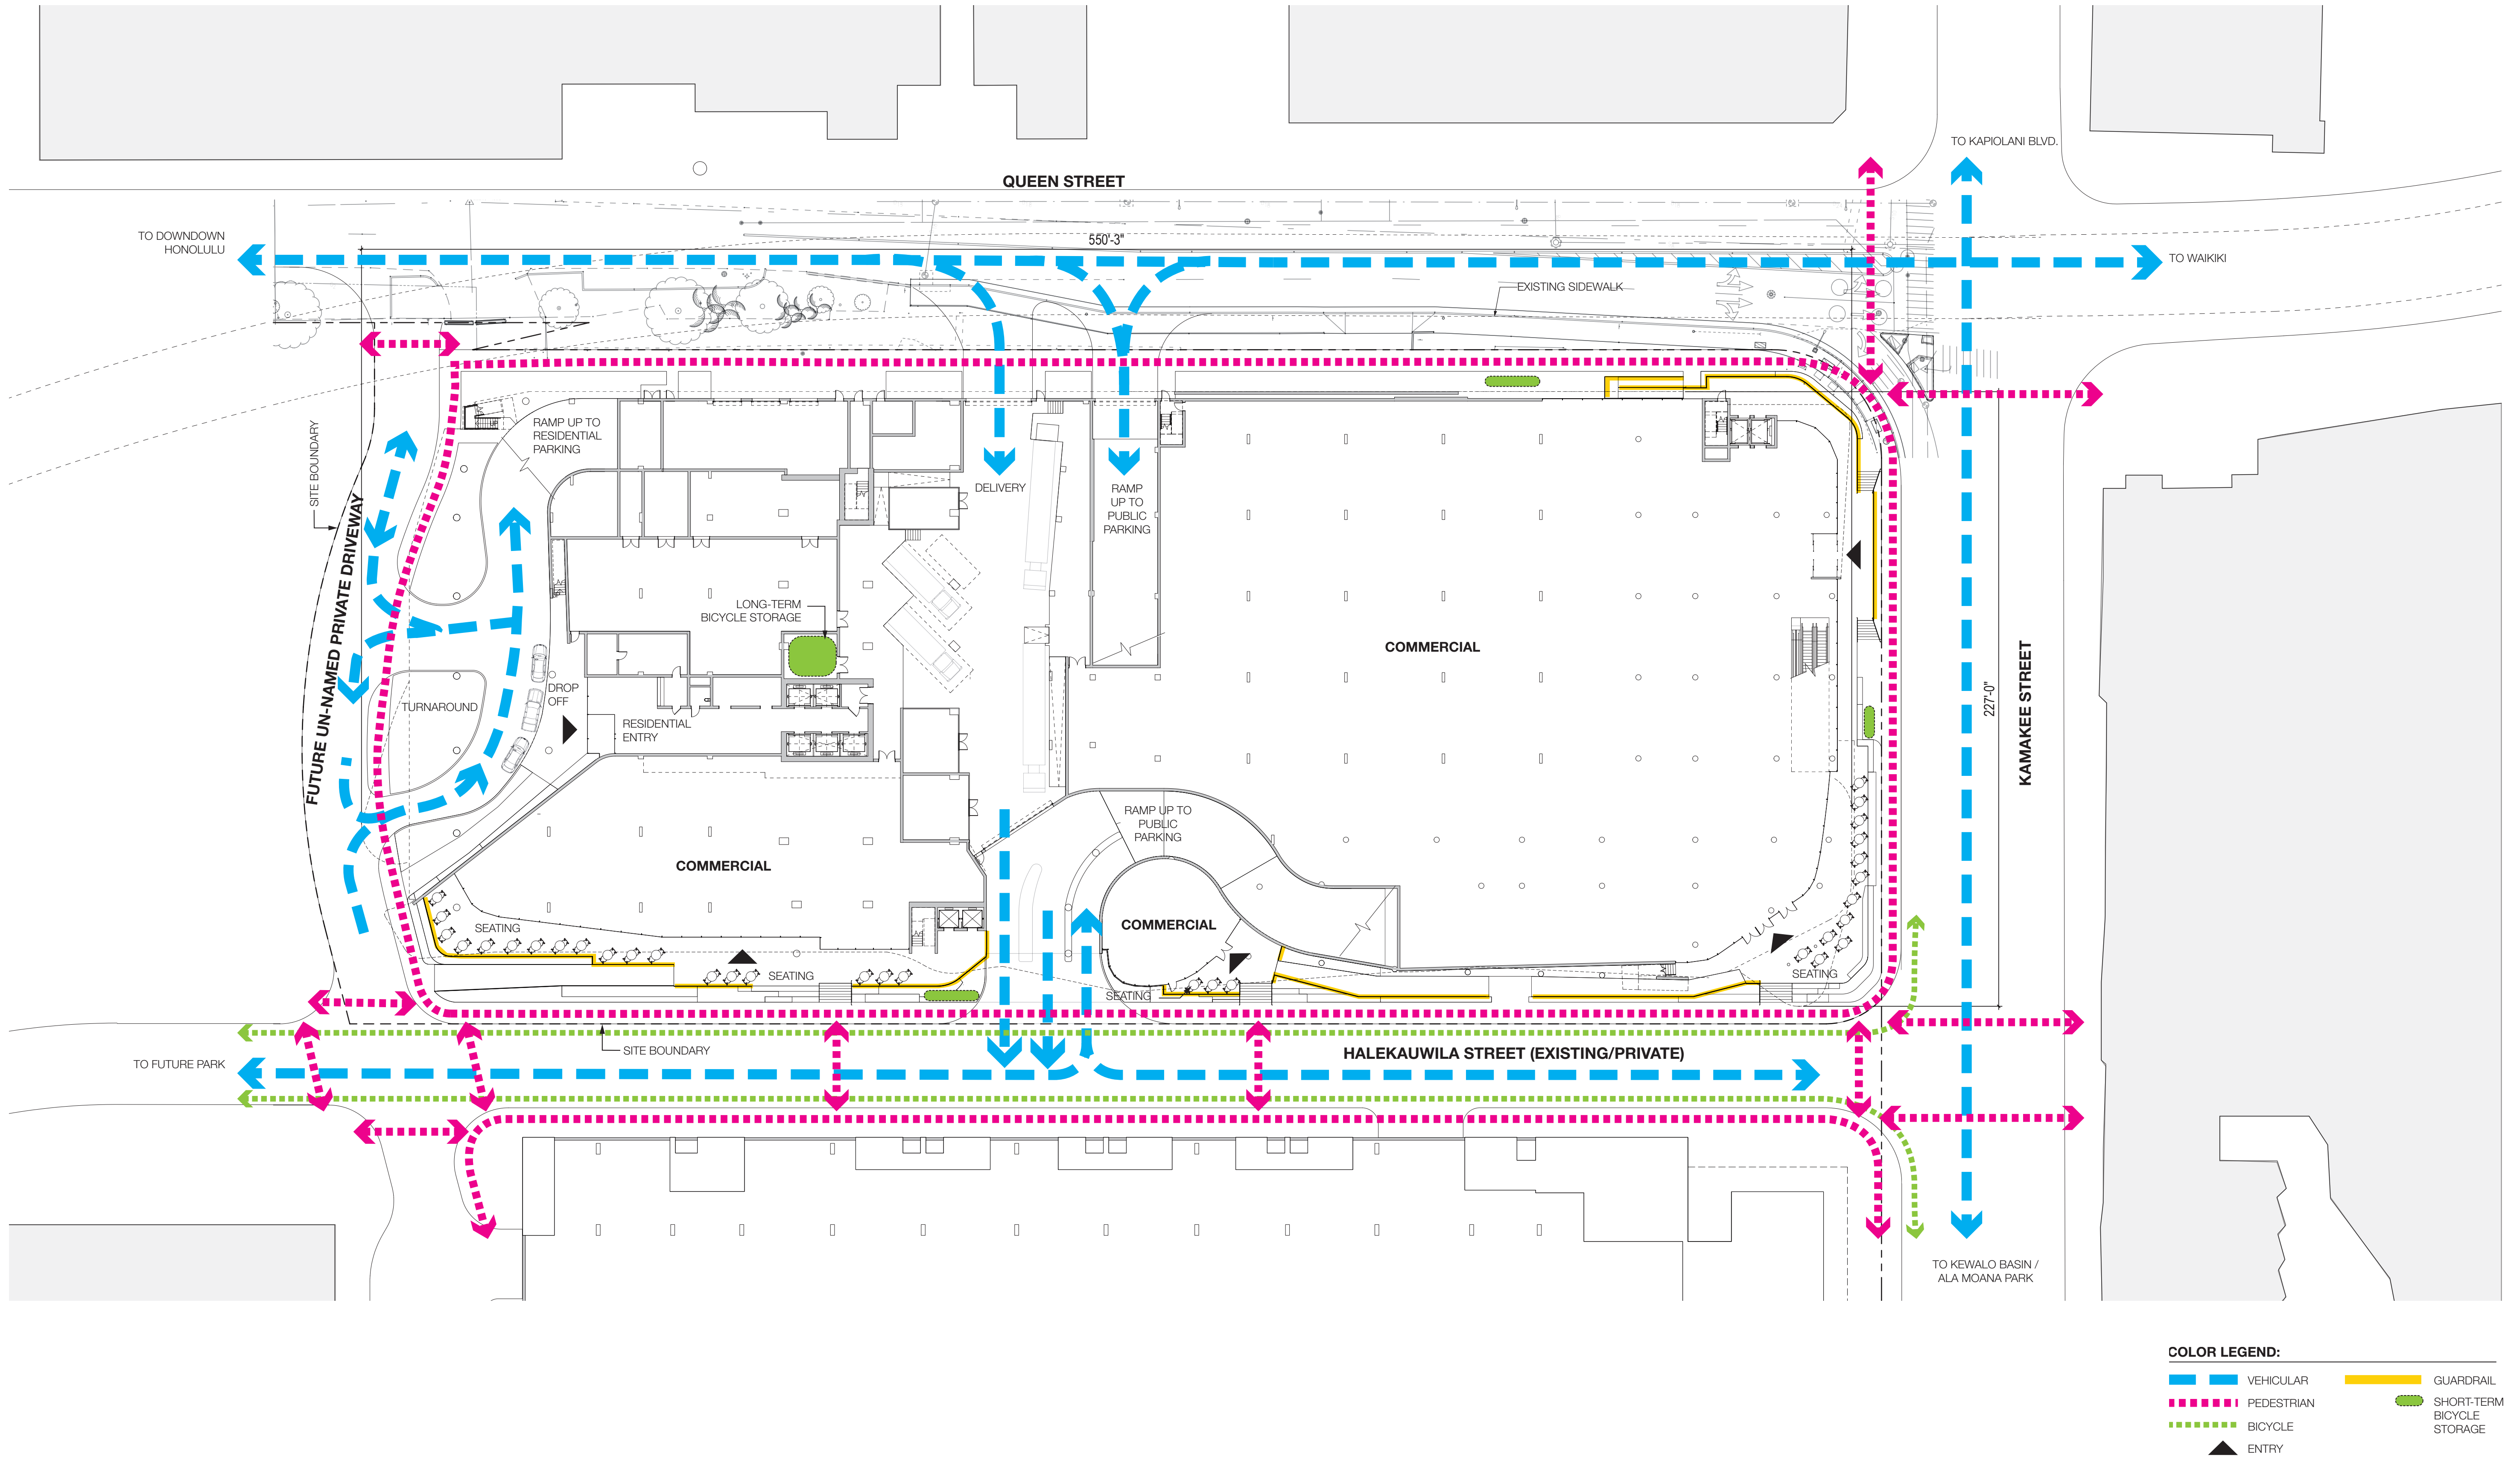 TO KAPIOLANI BLVD.
QUEEN STREET
TO DOWNDOWN
HONOLULU
550'-3"
TO WAIKIKI
EXISTING SIDEWALK
SITE BOUNDARY
RAMP UP TO
RESIDENTIAL
PARKING
DELIVERY
RAMP
UP TO
PUBLIC
PARKING
FUTURE UN-NAMED PRIVATE DRIVEWAY
LONG-TERM
BICYCLE STORAGE
COMMERCIAL
KAMAKEE STREET
227'-0"
DROP
OFF
TURNAROUND
RESIDENTIAL
ENTRY
RAMP UP TO
PUBLIC
PARKING
COMMERCIAL
COMMERCIAL
SEATING
SEATING
SEATING
SEATING
SITE BOUNDARY
HALEKAUWILA STREET (EXISTING/PRIVATE)
TO FUTURE PARK
TO KEWALO BASIN /
ALA MOANA PARK
COLOR LEGEND:
VEHICULAR
PEDESTRIAN
BICYCLE
ENTRY
GUARDRAIL
SHORT-TERM
BICYCLE
STORAGE